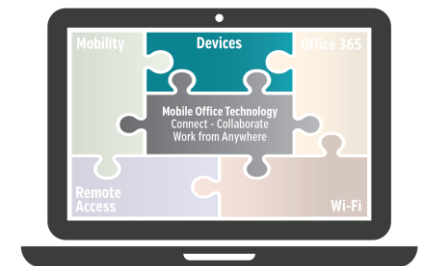 Mobility
Devices
Office 365
Mobile Office Technology
Connect - Collaborate
Work from Anywhere
Remote
Access
Wi-Fi